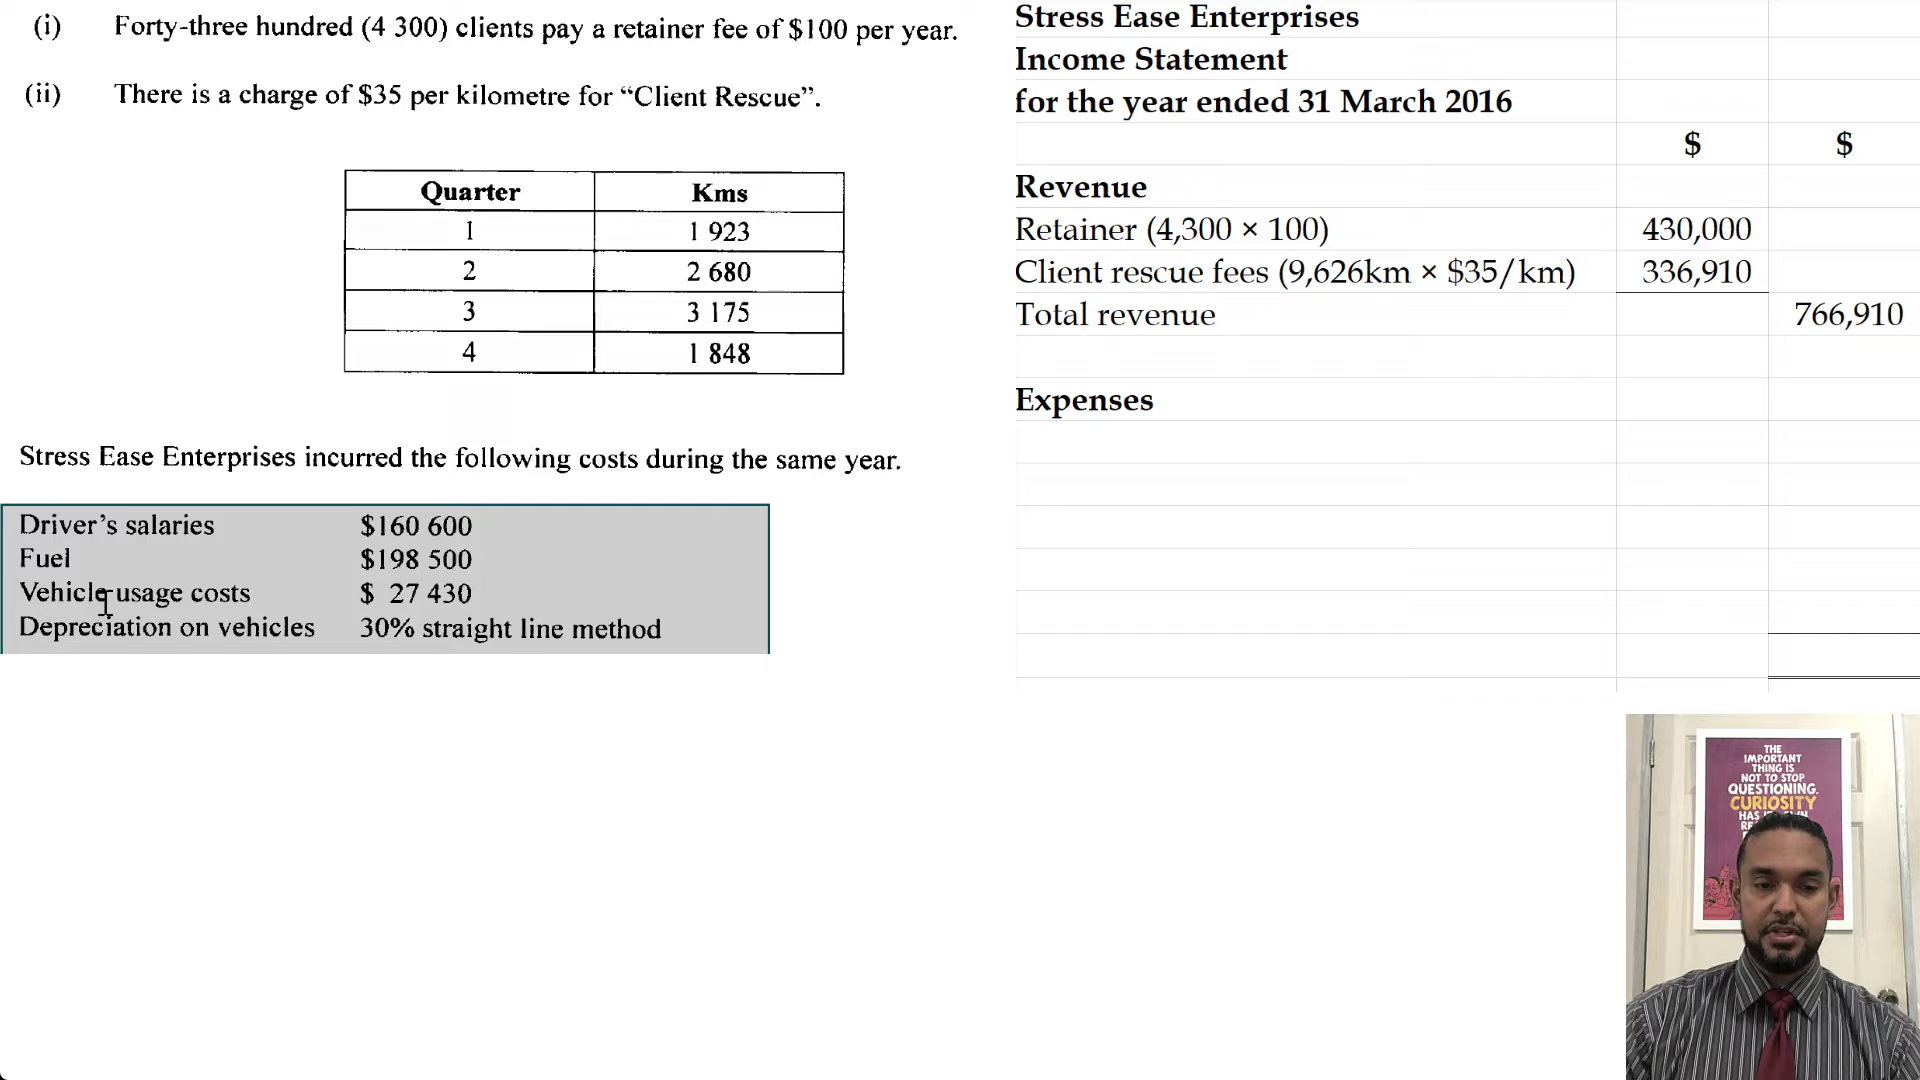 (i) Forty-three hundred (4 300) clients pay a retainer fee of $100 per year.
(ii) There is a charge of $35 per kilometre for “Client Rescue”.
Quarter Kms
1 1 923
2 2 680
3 3 175
4 1 848
Stress Ease Enterprises incurred the following costs during the same year.
Driver’s salaries $160 600
Fuel $198 500
Vehicle usage costs $ 27 430
Depreciation on vehicles 30% straight line method
Stress Ease Enterprises
Income Statement
for the year ended 31 March 2016
$ $
Revenue
Retainer (4,300 × 100) 430,000
Client rescue fees (9,626km × $35/km) 336,910
Total revenue 766,910
Expenses
THE
IMPORTANT
THING IS
NOT TO STOP
QUESTIONING.
CURIOSITY
HAS